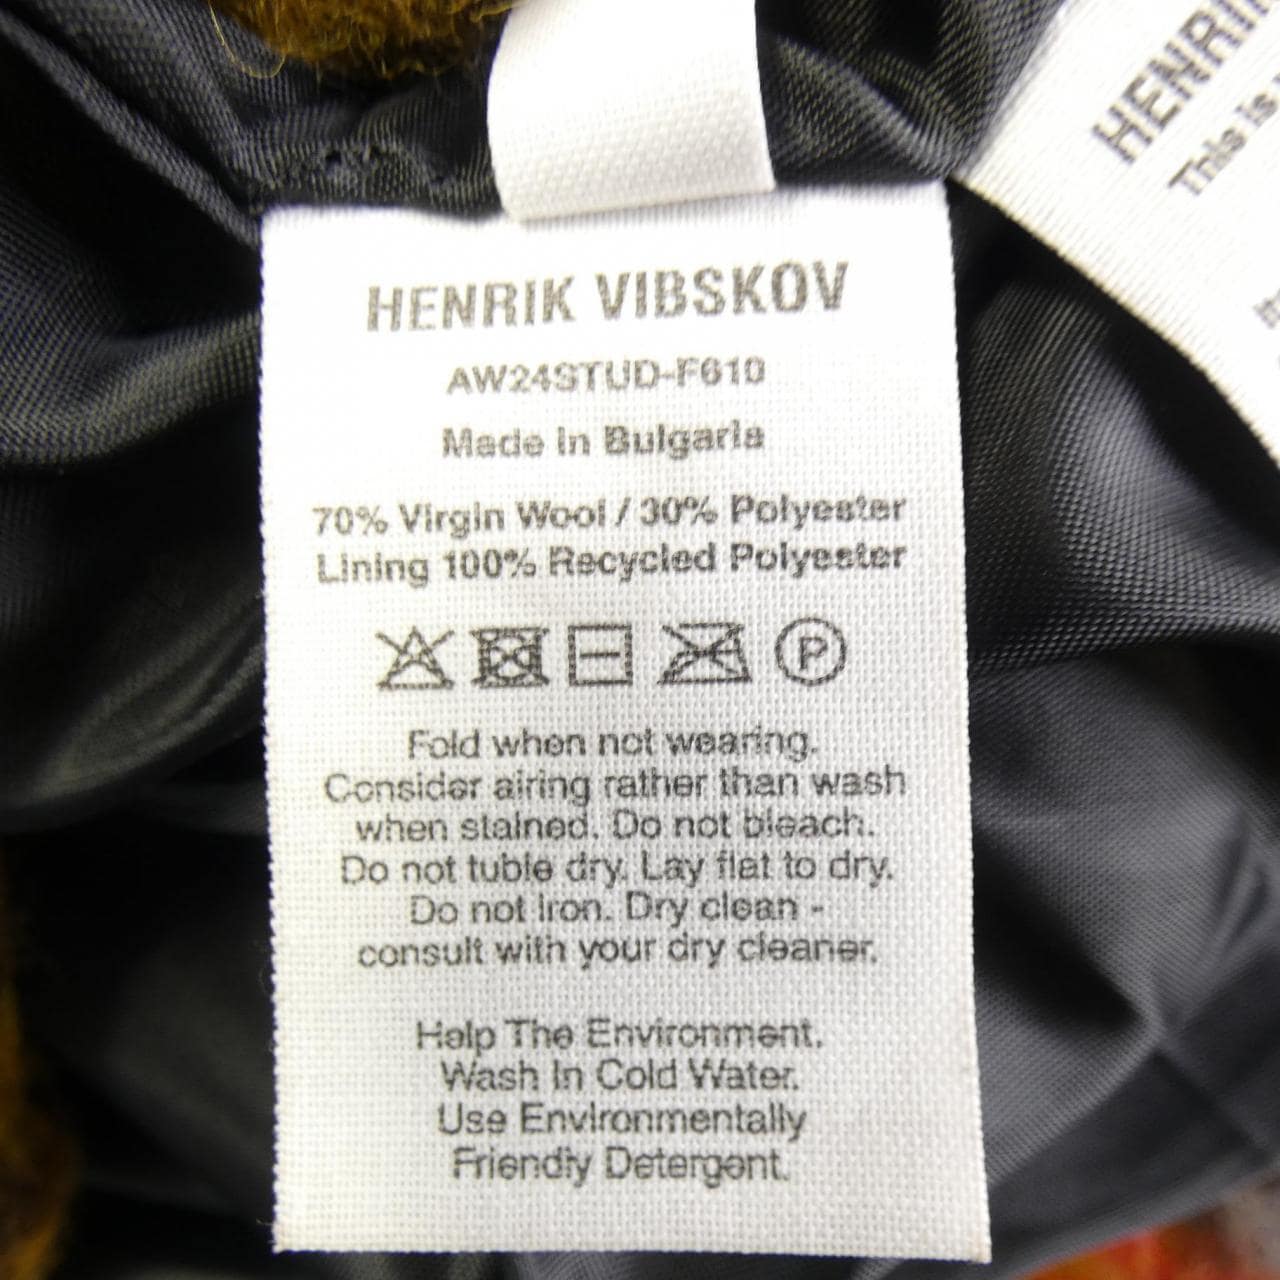 HENRIK VIBSKOV
AW24STUD-F610
Made in Bulgaria
70% Virgin Wool / 30% Polyester
Lining 100% Recycled Polyester
P
Fold when not wearing.
Consider airing rather than wash
when stained. Do not bleach.
Do not tuble dry. Lay flat to dry.
Do not Iron. Dry clean -
consult with your dry cleaner.
Help The Environment.
Wash In Cold Water.
Use Environmentally
Friendly Detergent.
This is